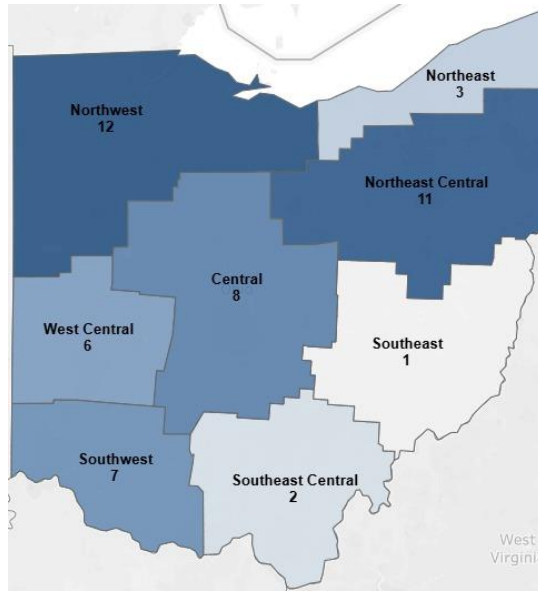 Northeast
3
Northwest
12
Northeast Central
11
Central
8
West Central
6
Southeast
1
Southwest
7
Southeast Central
2
West
Virginia